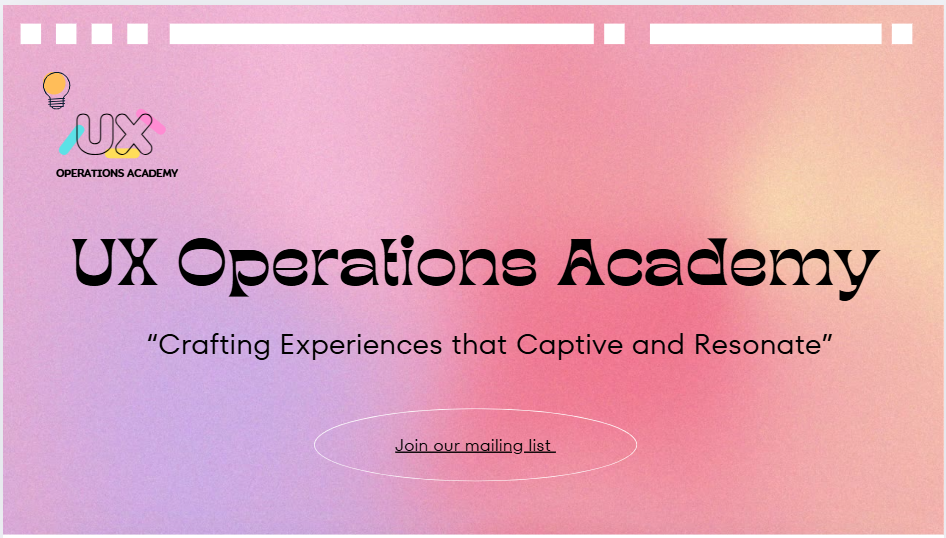 UX
OPERATIONS ACADEMY
UX Operations Academy
“Crafting Experiences that Captive and Resonate”
Join our mailing list